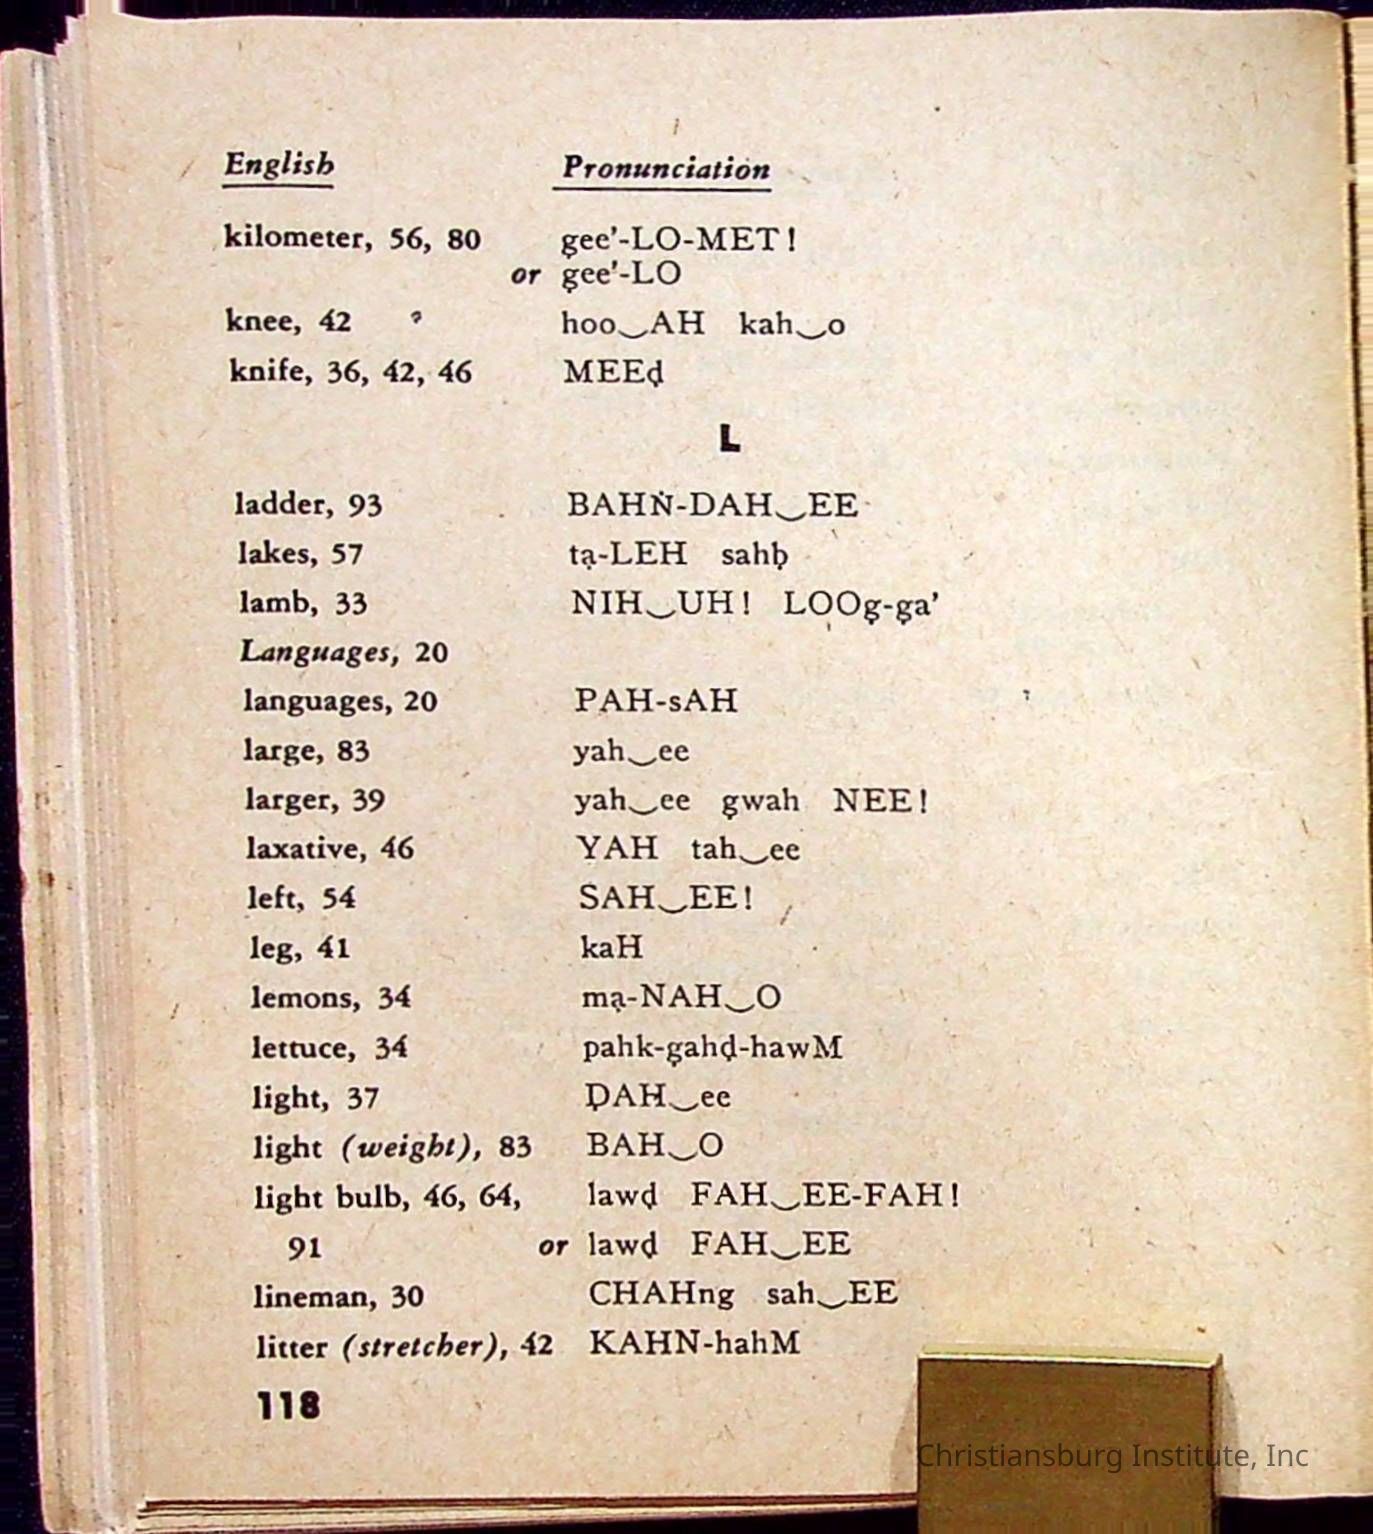 English Pronunciation
kilometer, 56, 80 g̣ee'-LO-MET!
or g̣ee'-LO
knee, 42 hoo‿AH kah‿o
knife, 36, 42, 46 MEEḍ
L
ladder, 93 BAHṄ-DAH‿EE
lakes, 57 tạ-LEH sahḅ
lamb, 33 NIH‿UH! LOOg̣-g̣a'
Languages, 20
languages, 20 PAH-sAH
large, 83 yah‿ee
larger, 39 yah‿ee g̣wah NEE!
laxative, 46 YAH tah‿ee
left, 54 SAH‿EE!
leg, 41 kaH
lemons, 34 mạ-NAH‿O
lettuce, 34 pahk-g̣ahḍ-hawM
light, 37 ḌAH‿ee
light (weight), 83 BAH‿O
light bulb, 46, 64, lawḍ FAH‿EE-FAH!
91 or lawḍ FAH‿EE
lineman, 30 CHAHng sah‿EE
litter (stretcher), 42 KAHN-hahM
118
Christiansburg Institute, Inc